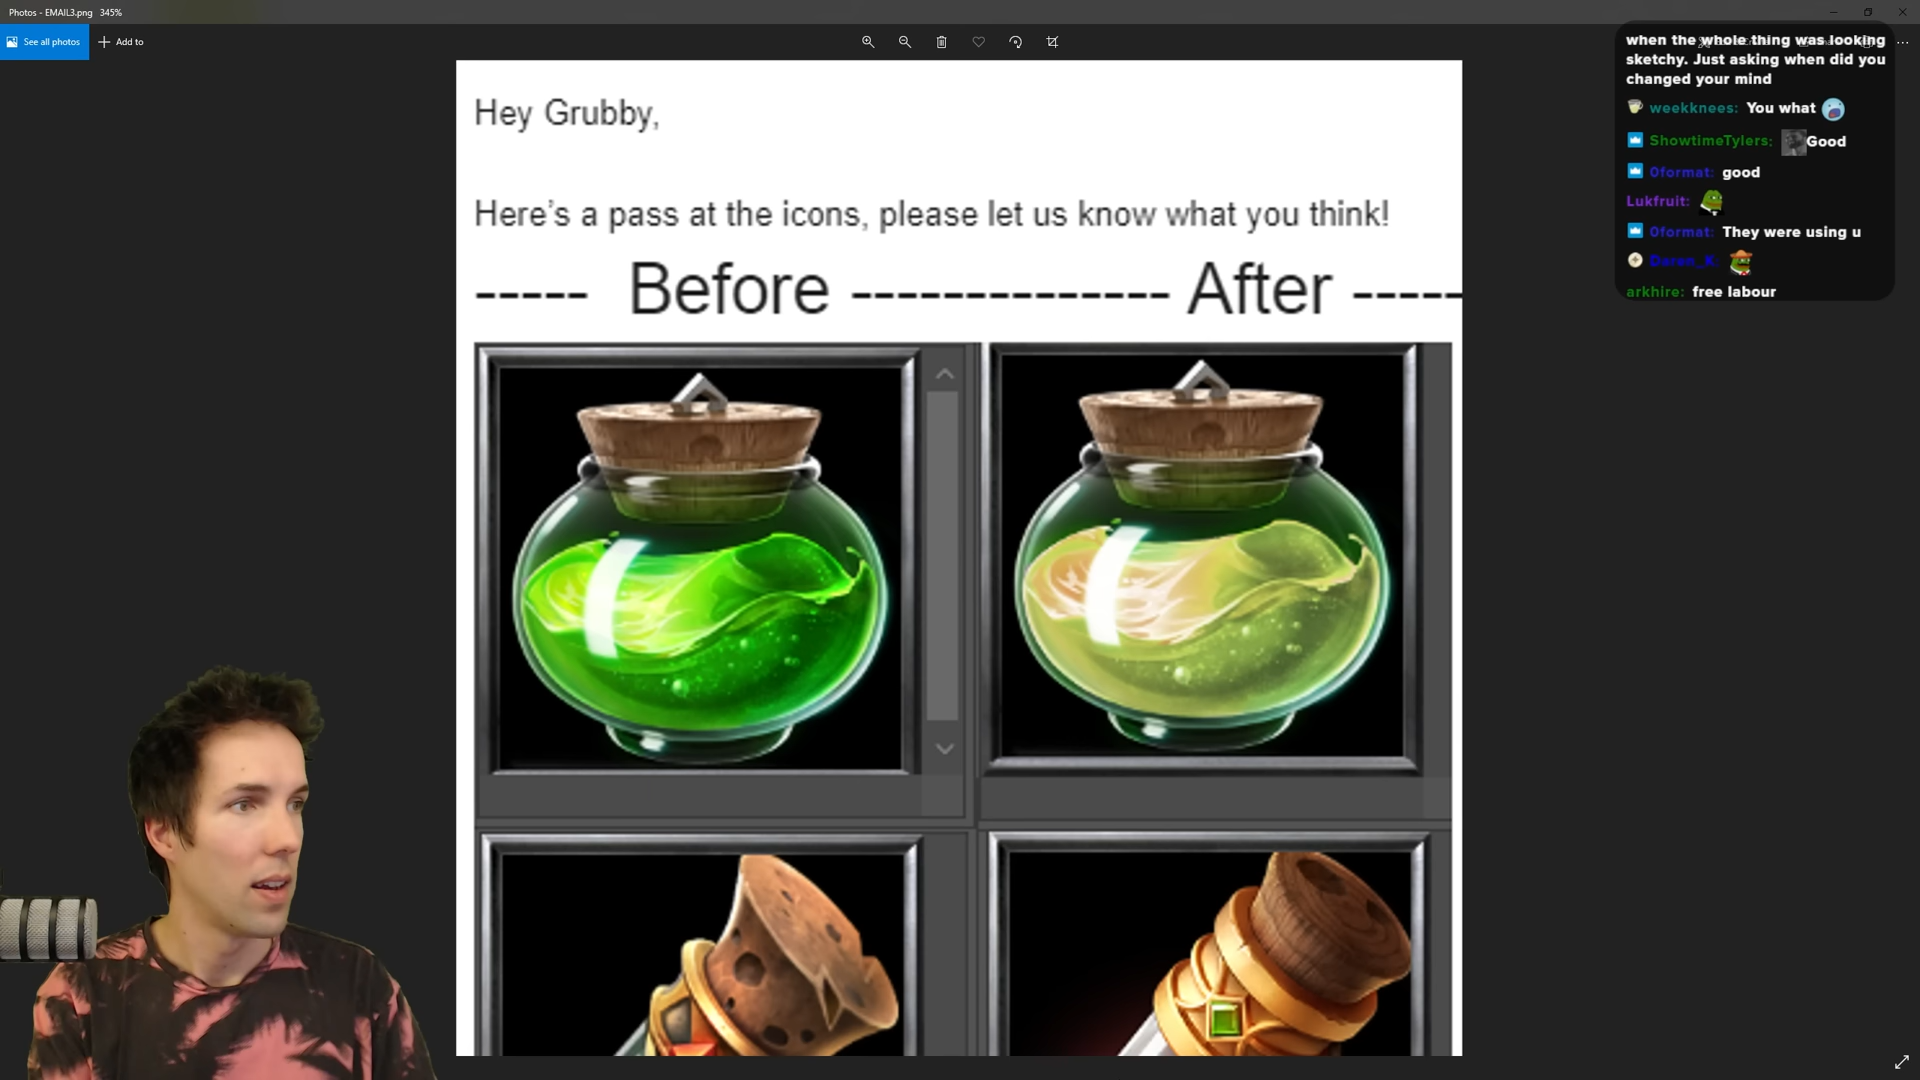 Photos - EMAIL3.png 345%
See all photos
Add to
Hey Grubby,
Here's a pass at the icons, please let us know what you think!
----- Before -------------- After -----
when the whole thing was looking
sketchy. Just asking when did you
changed your mind
weekknees: You what
ShowtimeTylers: Good
0format: good
Lukfruit:
0format: They were using u
Daron_K:
arkhire: free labour